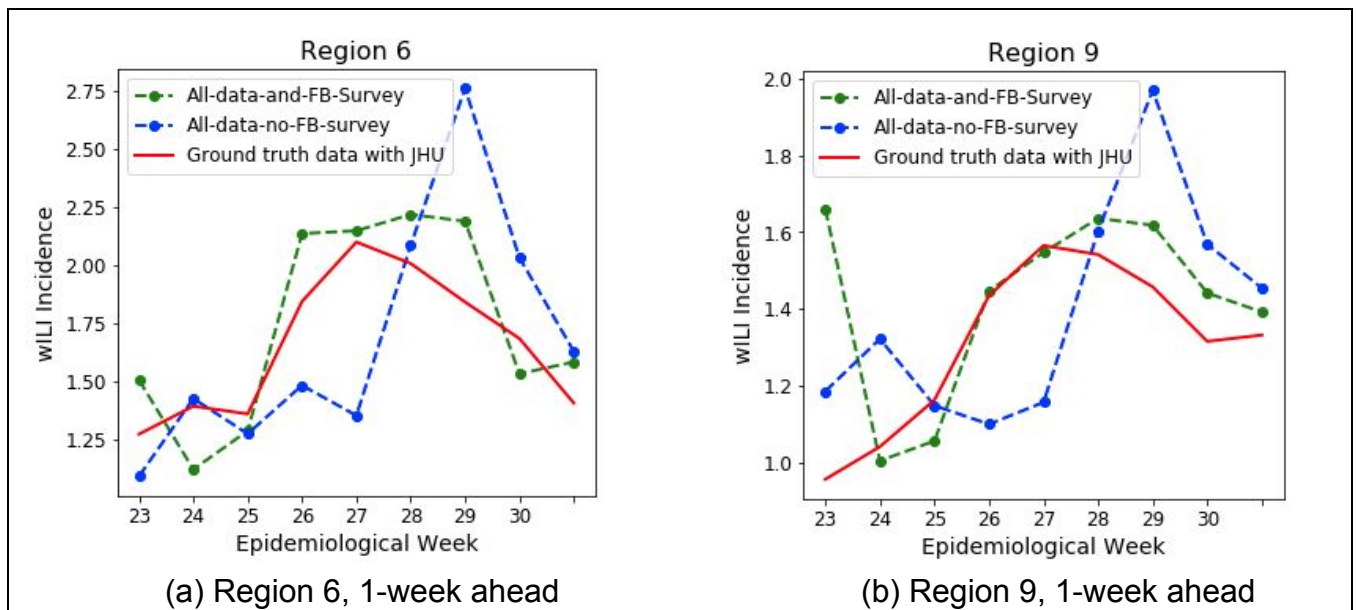 Region 6
2.75
2.50
2.25
2.00
1.75
1.50
1.25
wILI Incidence
All-data-and-FB-Survey
All-data-no-FB-survey
Ground truth data with JHU
23 24 25 26 27 28 29 30
Epidemiological Week
(a) Region 6, 1-week ahead
Region 9
2.0
1.8
1.6
1.4
1.2
1.0
wILI Incidence
All-data-and-FB-Survey
All-data-no-FB-survey
Ground truth data with JHU
23 24 25 26 27 28 29 30
Epidemiological Week
(b) Region 9, 1-week ahead